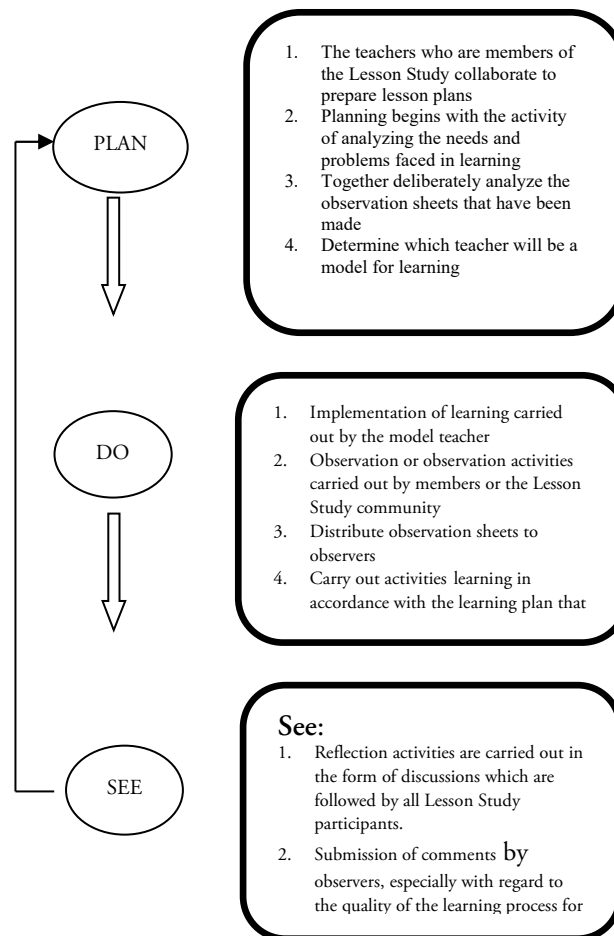 PLAN
1. The teachers who are members of
the Lesson Study collaborate to
prepare lesson plans
2. Planning begins with the activity
of analyzing the needs and
problems faced in learning
3. Together deliberately analyze the
observation sheets that have been
made
4. Determine which teacher will be a
model for learning
DO
1. Implementation of learning carried
out by the model teacher
2. Observation or observation activities
carried out by members or the Lesson
Study community
3. Distribute observation sheets to
observers
4. Carry out activities learning in
accordance with the learning plan that
SEE
See:
1. Reflection activities are carried out in
the form of discussions which are
followed by all Lesson Study
participants.
2. Submission of comments by
observers, especially with regard to
the quality of the learning process for